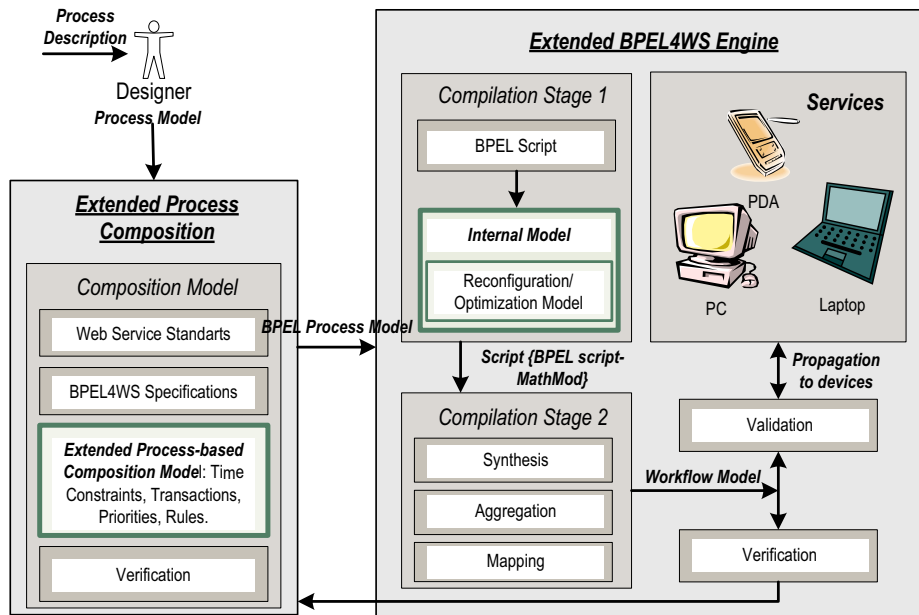 Process
Description
Designer
Process Model
Extended Process
Composition
Composition Model
Web Service Standarts
BPEL4WS Specifications
Extended Process-based
Composition Model: Time
Constraints, Transactions,
Priorities, Rules.
Verification
BPEL Process Model
Extended BPEL4WS Engine
Compilation Stage 1
BPEL Script
Internal Model
Reconfiguration/
Optimization Model
Script {BPEL script-
MathMod}
Compilation Stage 2
Synthesis
Aggregation
Mapping
Workflow Model
Services
PDA
PC
Laptop
Propagation
to devices
Validation
Verification